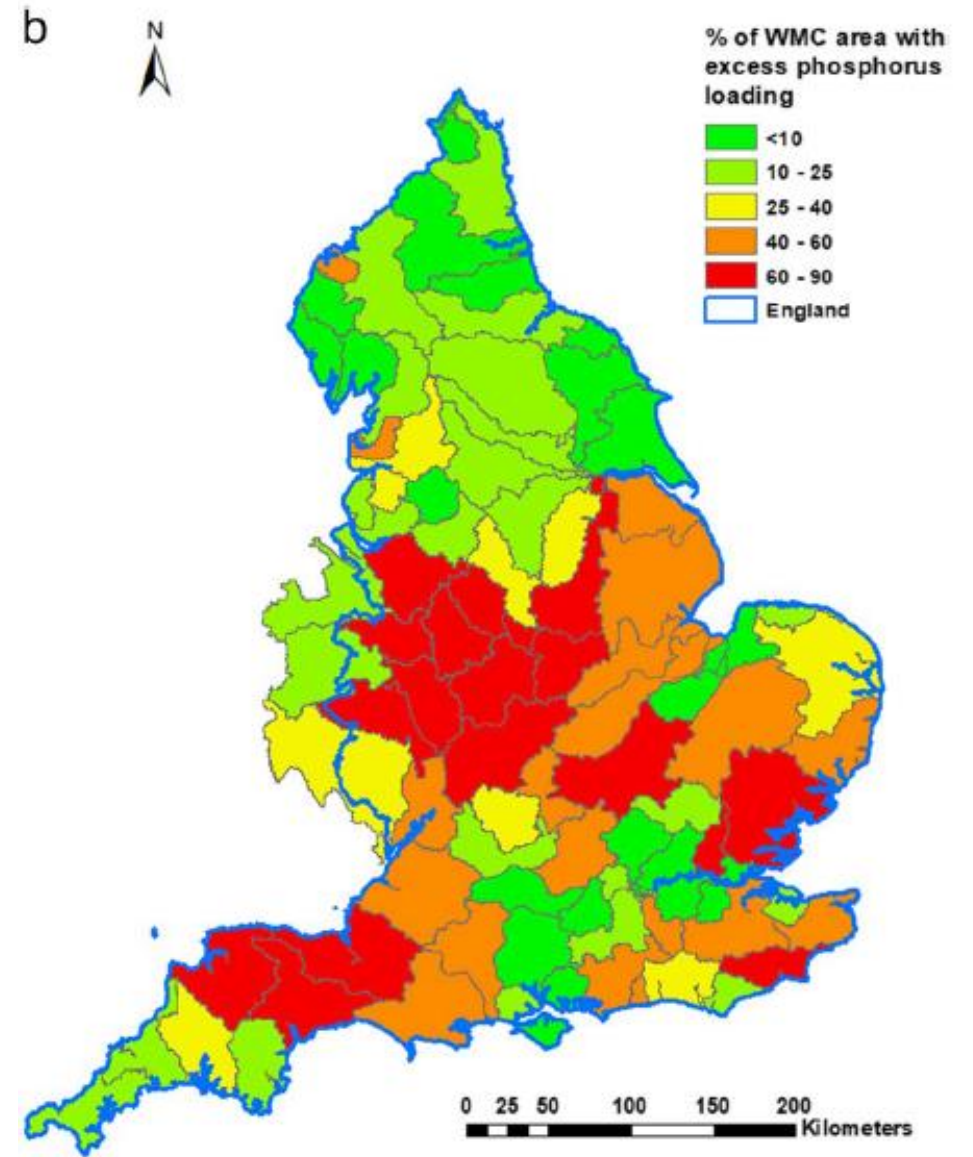 b
N
% of WMC area with
excess phosphorus
loading
<10
10 - 25
25 - 40
40 - 60
60 - 90
England
0 25 50 100 150 200
Kilometers